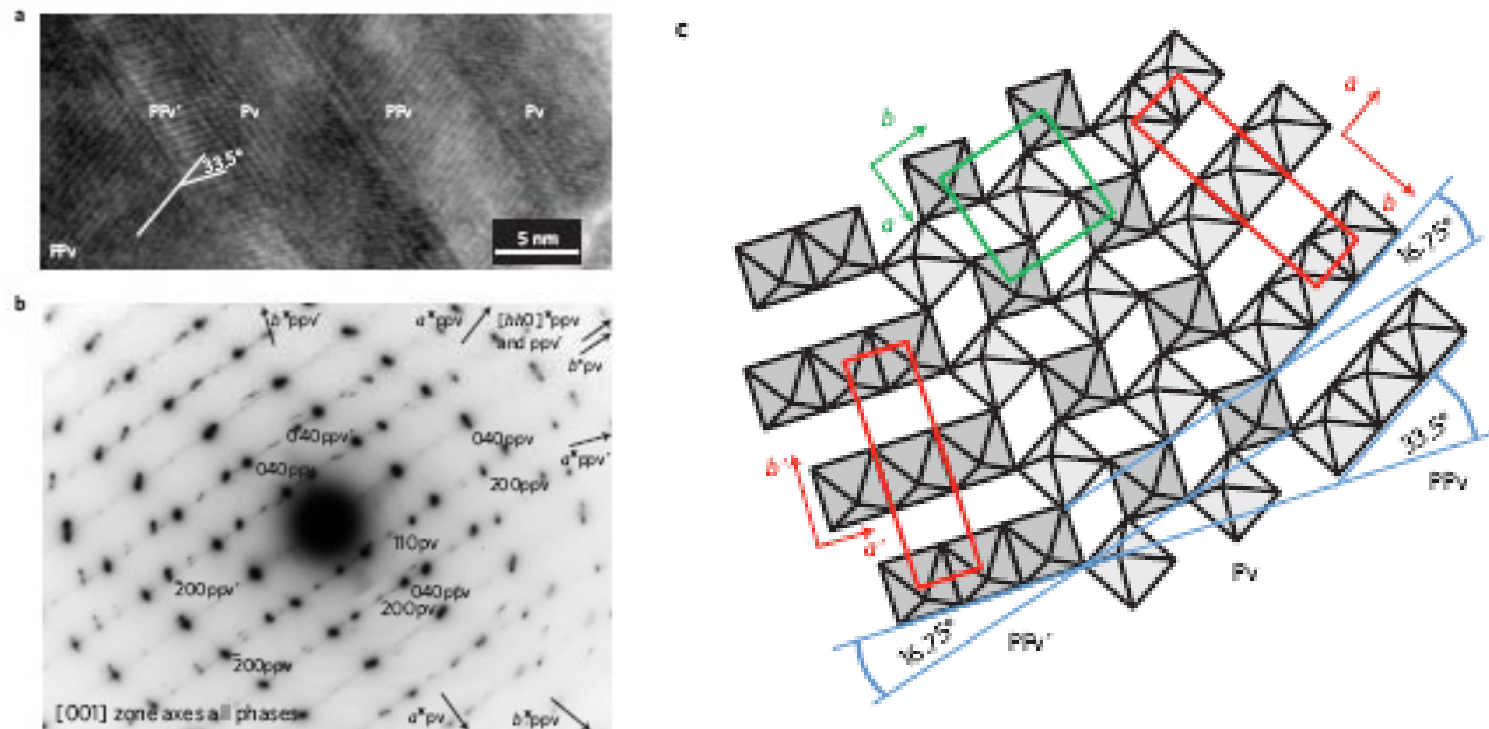 a
PPv'
Pv
PPv
Pv
33.5°
PPv
5 nm
b
b*ppv'
a*ppv
[hh0]*ppv
and ppv'
b*pv
040ppv'
040ppv
a*ppv'
040pv
200ppv
110pv
200ppv'
040ppv
200pv
200ppv
[001] zone axes all phases
a*pv
b*ppv
c
b
a
a
b
16.75°
b'
a'
33.5°
PPv
Pv
16.75°
PPv'